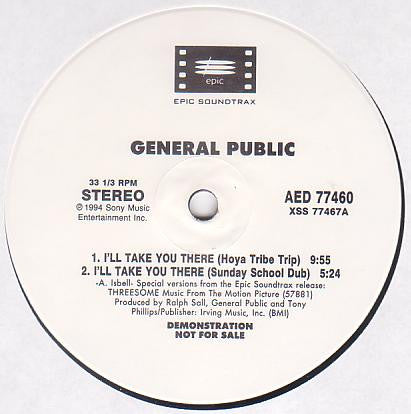 epic
EPIC SOUNDTRAX
GENERAL PUBLIC
33 1/3 RPM
STEREO
℗ 1994 Sony Music
Entertainment Inc.
AED 77460
XSS 77467A
1. I'LL TAKE YOU THERE (Hoya Tribe Trip) 9:55
2. I'LL TAKE YOU THERE (Sunday School Dub) 5:24
-A. Isbell- Special versions from the Epic Soundtrax release:
THREESOME Music From The Motion Picture (57881)
Produced by Ralph Sall, General Public and Tony
Phillips/Publisher: Irving Music, Inc. (BMI)
DEMONSTRATION
NOT FOR SALE